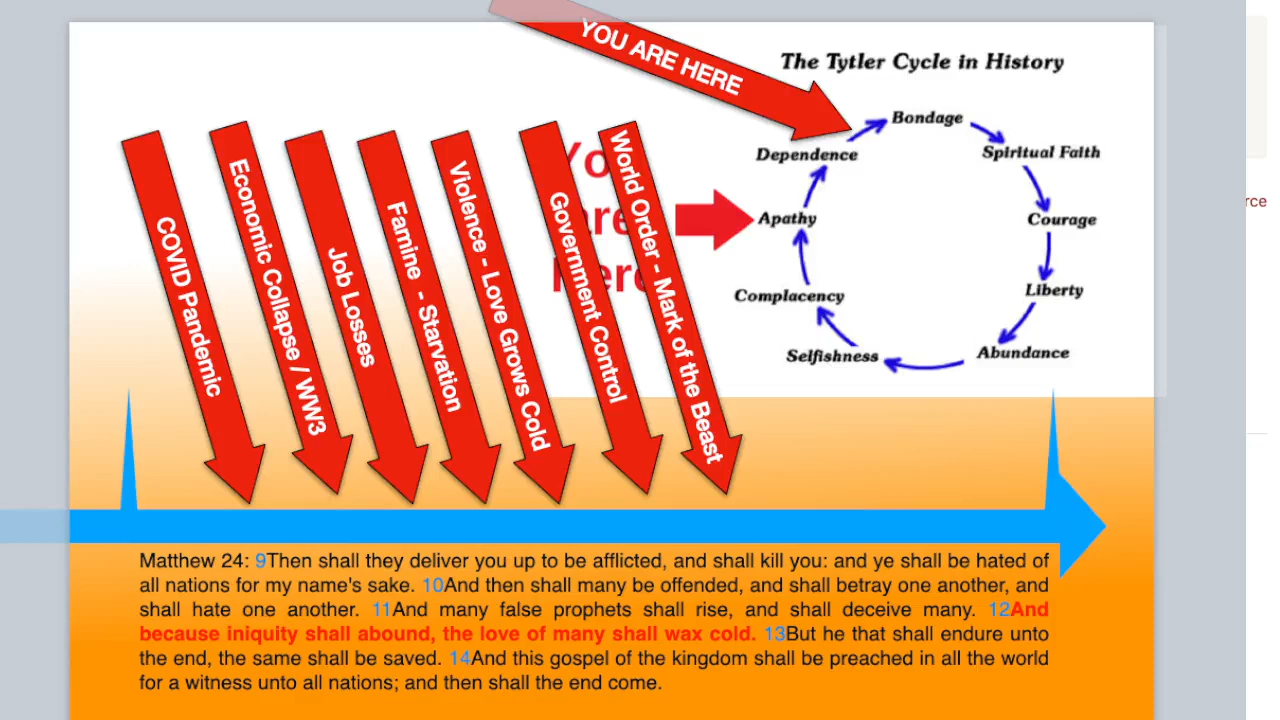 YOU ARE HERE
The Tytler Cycle in History
Bondage
Spiritual Faith
Courage
Liberty
Abundance
Selfishness
Complacency
Apathy
Dependence
COVID Pandemic
Economic Collapse / WW3
Job Losses
Famine - Starvation
Violence - Love Grows Cold
Government Control
World Order - Mark of the Beast
Matthew 24: 9Then shall they deliver you up to be afflicted, and shall kill you: and ye shall be hated of
all nations for my name's sake. 10And then shall many be offended, and shall betray one another, and
shall hate one another. 11And many false prophets shall rise, and shall deceive many. 12And
because iniquity shall abound, the love of many shall wax cold. 13But he that shall endure unto
the end, the same shall be saved. 14And this gospel of the kingdom shall be preached in all the world
for a witness unto all nations; and then shall the end come.